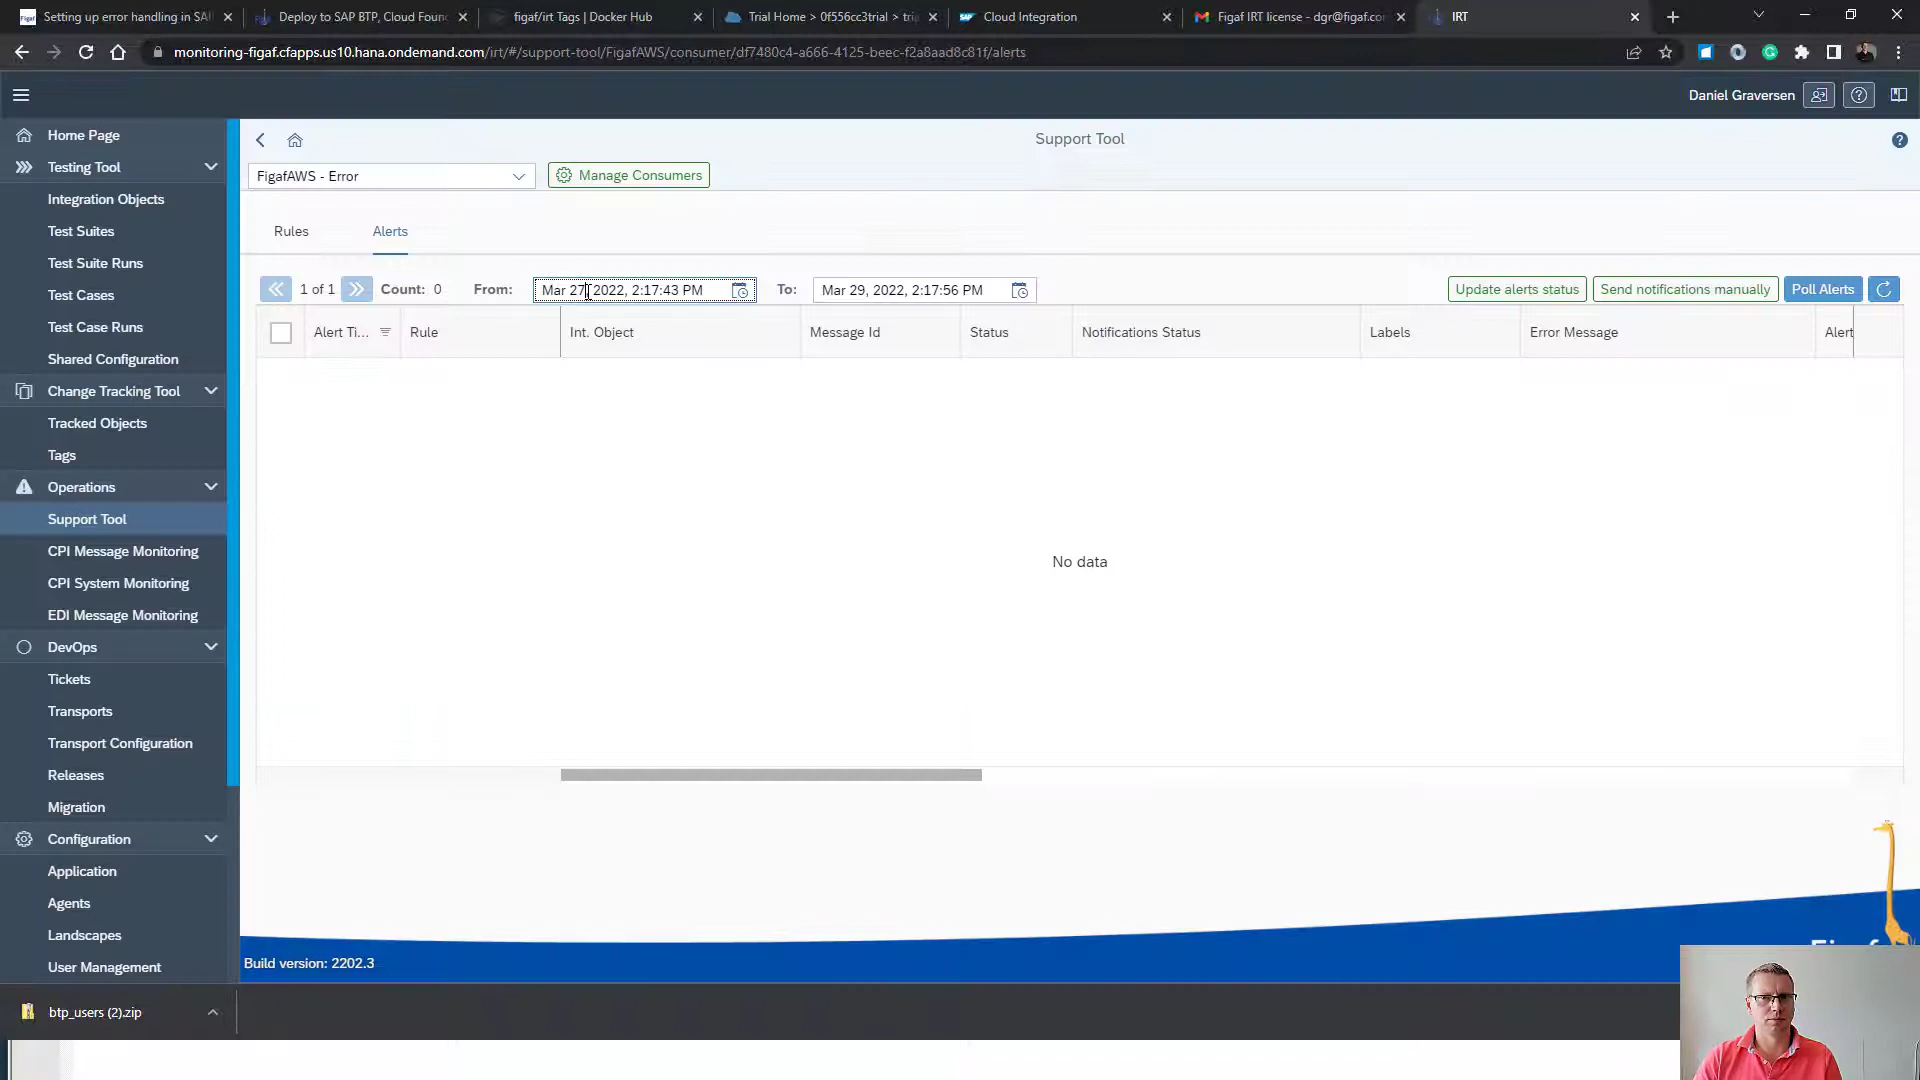 Setting up error handling in SA
Deploy to SAP BTP, Cloud Foun
figaf/irt Tags | Docker Hub
Trial Home > 0f556cc3trial > tri
Cloud Integration
Figaf IRT license - dgr@figaf.co
IRT
monitoring-figaf.cfapps.us10.hana.ondemand.com/irt/#/support-tool/FigafAWS/consumer/df7480c4-a666-4125-beec-f2a8aad8c81f/alerts
Daniel Graversen
Home Page
Testing Tool
Integration Objects
Test Suites
Test Suite Runs
Test Cases
Test Case Runs
Shared Configuration
Change Tracking Tool
Tracked Objects
Tags
Operations
Support Tool
CPI Message Monitoring
CPI System Monitoring
EDI Message Monitoring
DevOps
Tickets
Transports
Transport Configuration
Releases
Migration
Configuration
Application
Agents
Landscapes
User Management
Support Tool
FigafAWS - Error
Manage Consumers
Rules
Alerts
1 of 1
Count: 0
From:
Mar 27, 2022, 2:17:43 PM
To:
Mar 29, 2022, 2:17:56 PM
Update alerts status
Send notifications manually
Poll Alerts
Alert Ti...
Rule
Int. Object
Message Id
Status
Notifications Status
Labels
Error Message
Alert
No data
Build version: 2202.3
btp_users (2).zip